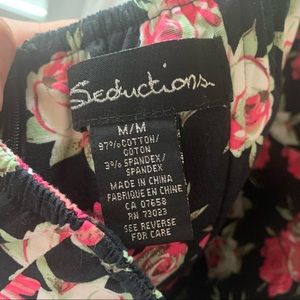 Seductions
M/M
97% COTTON/
COTON
3% SPANDEX/
SPANDEX
MADE IN CHINA
FABRIQUE EN CHINE
CA 07658
RN 73023
SEE REVERSE
FOR CARE